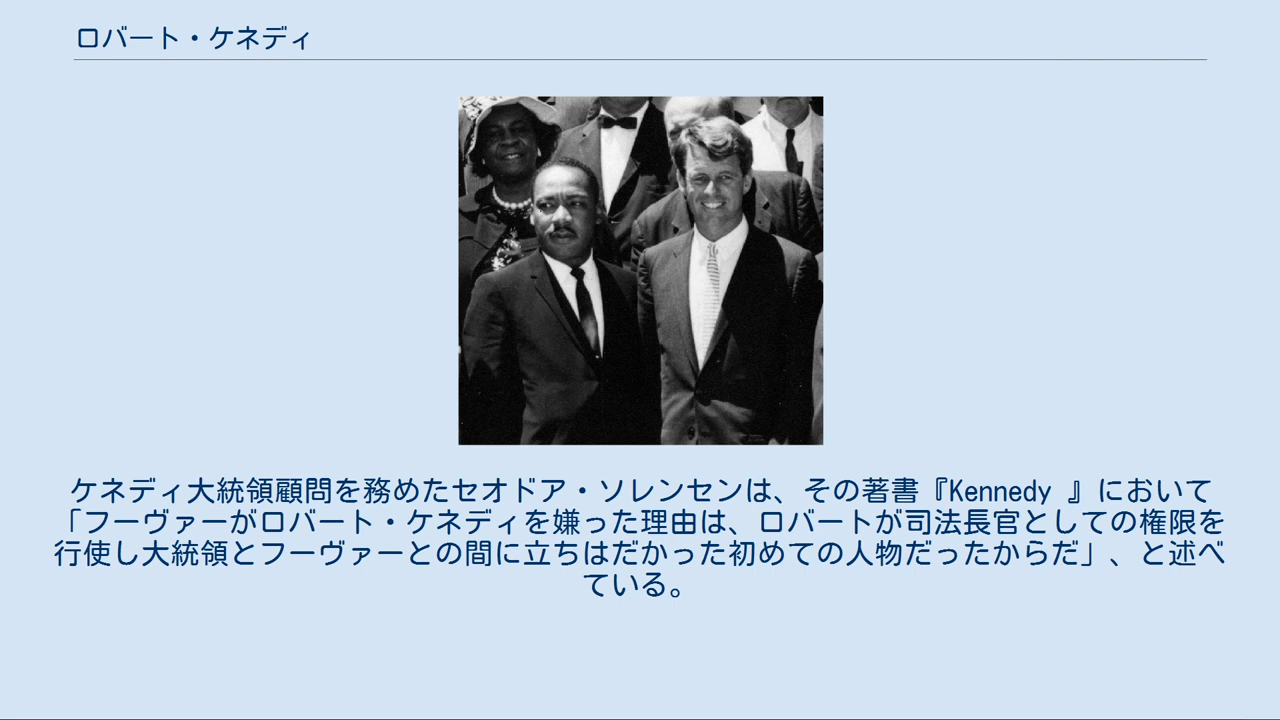 ロバート・ケネディ
ケネディ大統領顧問を務めたセオドア・ソレンセンは、その著書『Kennedy 』において
「フーヴァーがロバート・ケネディを嫌った理由は、ロバートが司法長官としての権限を
行使し大統領とフーヴァーとの間に立ちはだかった初めての人物だったからだ」、と述べ
ている。